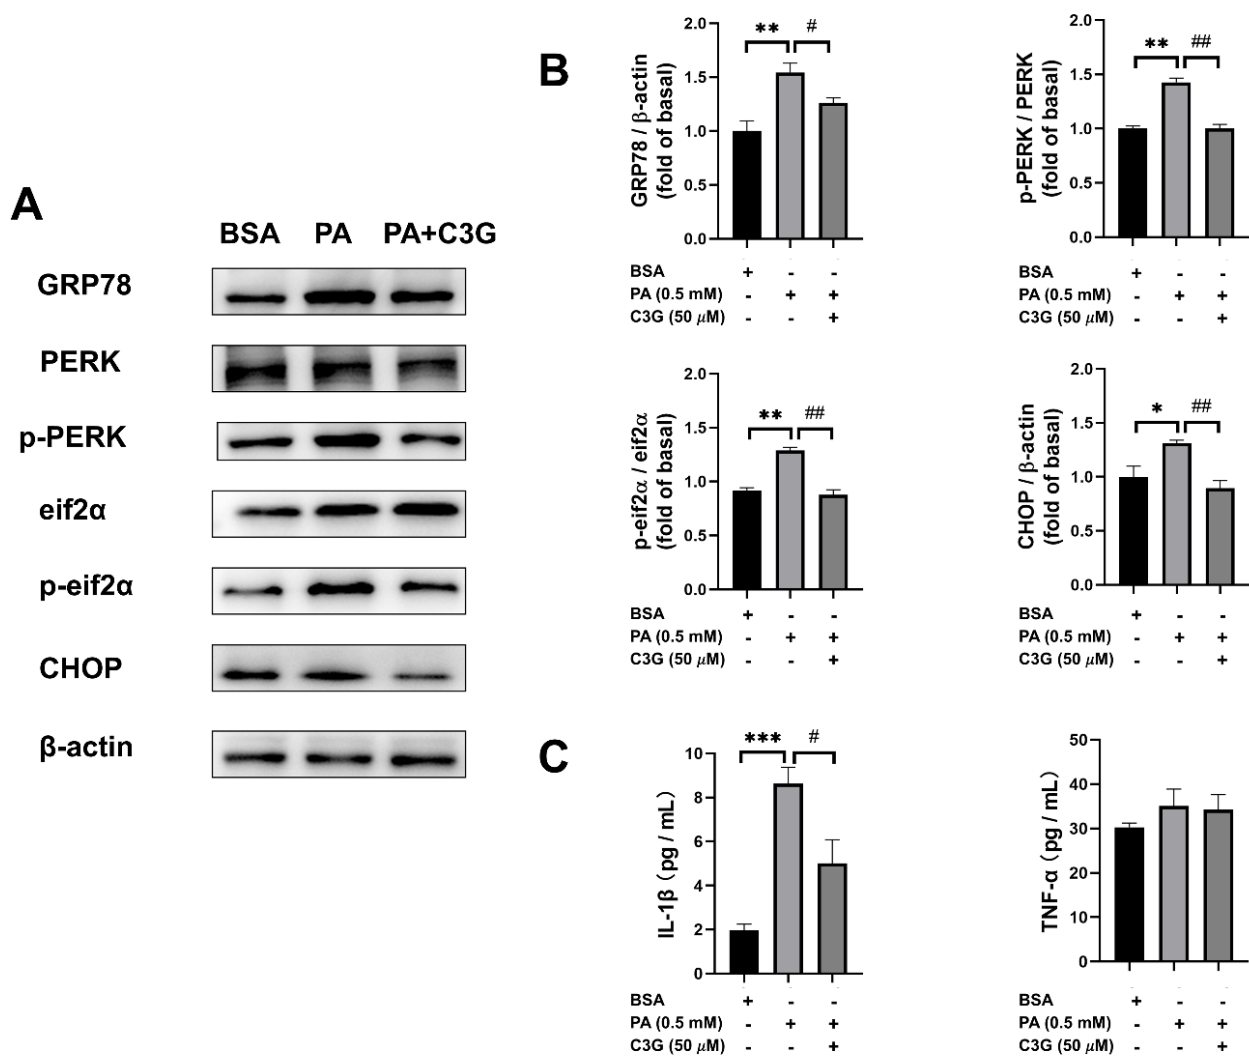 A
BSA PA PA+C3G
GRP78
PERK
p-PERK
eif2α
p-eif2α
CHOP
β-actin
B
GRP78 / β-actin
(fold of basal)
2.0
1.5
1.0
0.5
0.0
** #
BSA + - -
PA (0.5 mM) - + +
C3G (50 μM) - - +
p-PERK / PERK
(fold of basal)
2.0
1.5
1.0
0.5
0.0
** ##
BSA + - -
PA (0.5 mM) - + +
C3G (50 μM) - - +
p-eif2α / eif2α
(fold of basal)
2.0
1.5
1.0
0.5
0.0
** ##
BSA + - -
PA (0.5 mM) - + +
C3G (50 μM) - - +
CHOP / β-actin
(fold of basal)
2.0
1.5
1.0
0.5
0.0
* ##
BSA + - -
PA (0.5 mM) - + +
C3G (50 μM) - - +
C
IL-1β（pg / mL）
10
8
6
4
2
0
*** #
BSA + - -
PA (0.5 mM) - + +
C3G (50 μM) - - +
TNF-α（pg / mL）
50
40
30
20
10
0
BSA + - -
PA (0.5 mM) - + +
C3G (50 μM) - - +